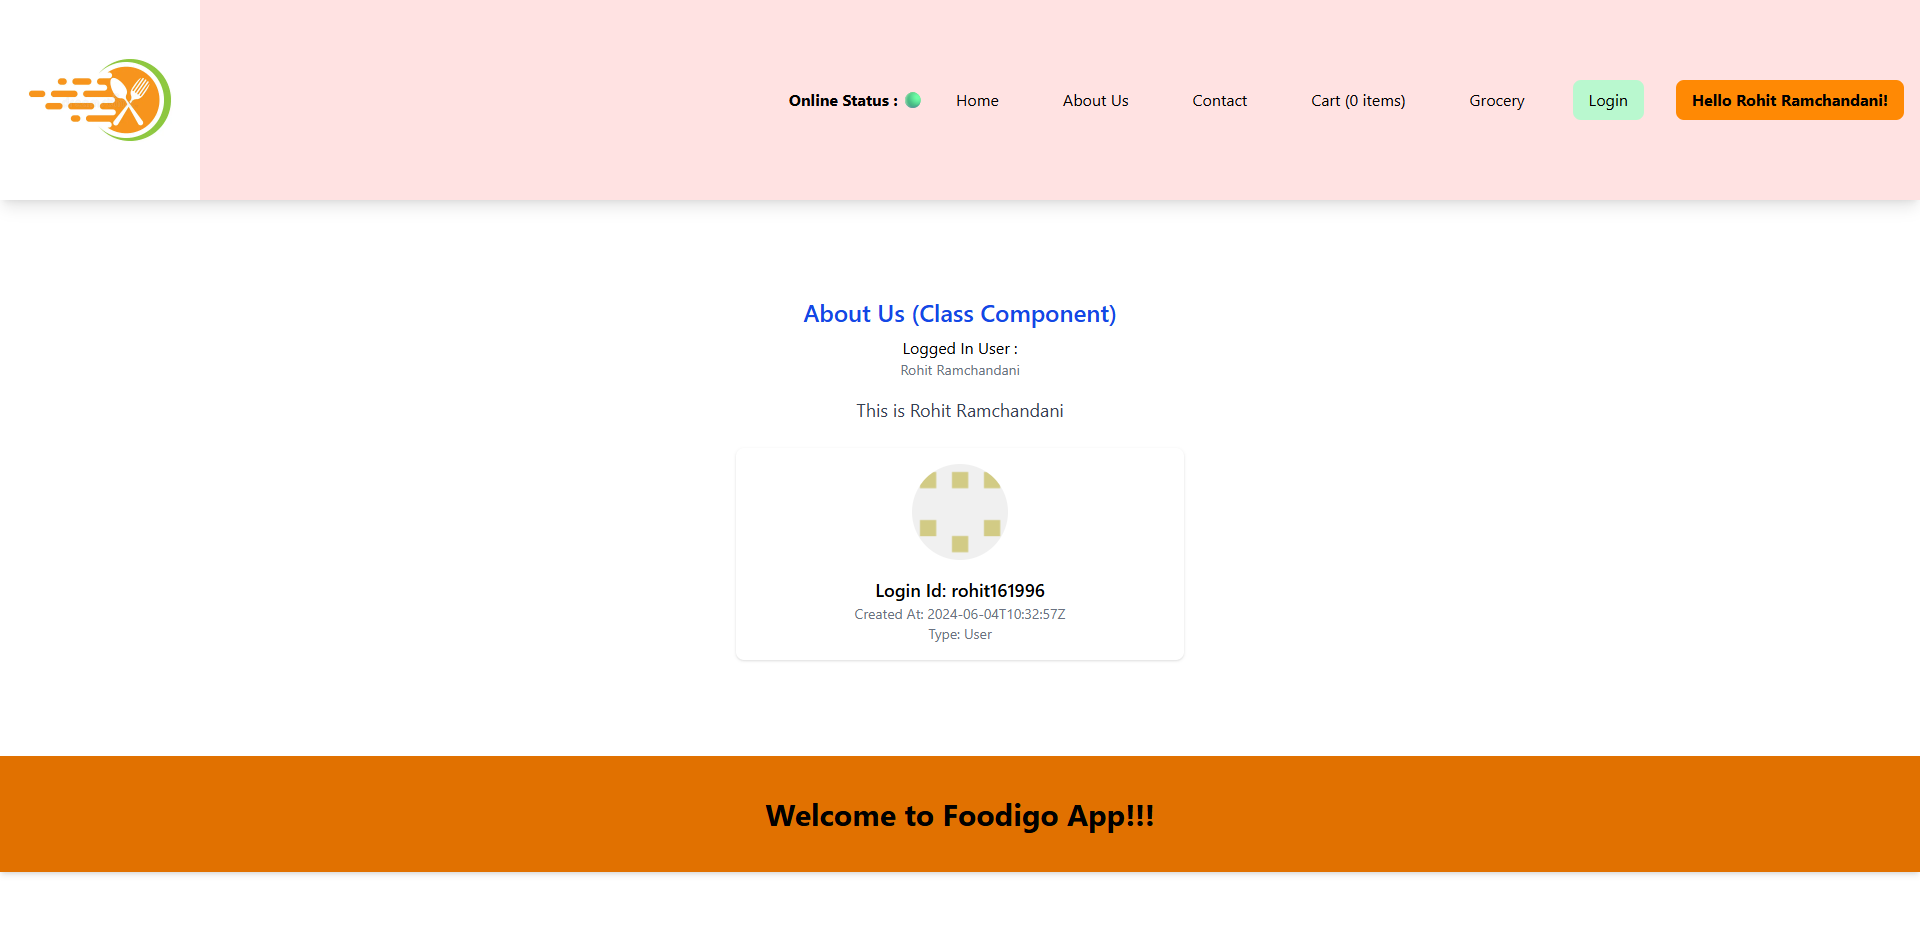 Online Status : Home About Us Contact Cart (0 items) Grocery Login Hello Rohit Ramchandani!
About Us (Class Component)
Logged In User :
Rohit Ramchandani
This is Rohit Ramchandani
Login Id: rohit161996
Created At: 2024-06-04T10:32:57Z
Type: User
Welcome to Foodigo App!!!